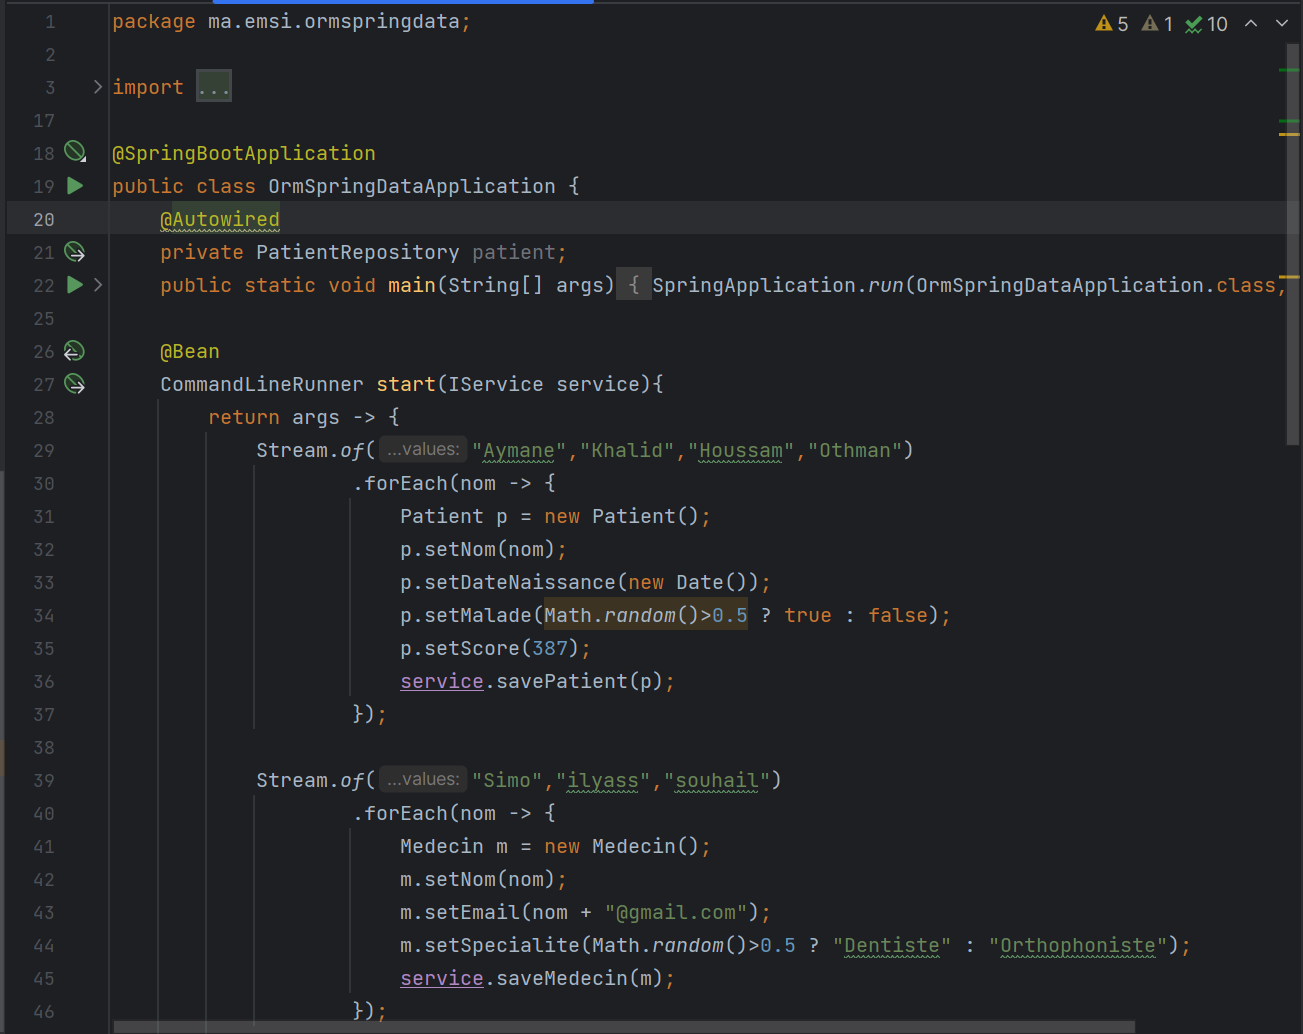 1 package ma.emsi.ormspringdata;
5 1 10
2
3 import ...
17
18 @SpringBootApplication
19 public class OrmSpringDataApplication {
20 @Autowired
21 private PatientRepository patient;
22 public static void main(String[] args) { SpringApplication.run(OrmSpringDataApplication.class,
25
26 @Bean
27 CommandLineRunner start(IService service){
28 return args -> {
29 Stream.of( ...values: "Aymane","Khalid","Houssam","Othman")
30 .forEach(nom -> {
31 Patient p = new Patient();
32 p.setNom(nom);
33 p.setDateNaissance(new Date());
34 p.setMalade(Math.random()>0.5 ? true : false);
35 p.setScore(387);
36 service.savePatient(p);
37 });
38
39 Stream.of( ...values: "Simo","ilyass","souhail")
40 .forEach(nom -> {
41 Medecin m = new Medecin();
42 m.setNom(nom);
43 m.setEmail(nom + "@gmail.com");
44 m.setSpecialite(Math.random()>0.5 ? "Dentiste" : "Orthophoniste");
45 service.saveMedecin(m);
46 });